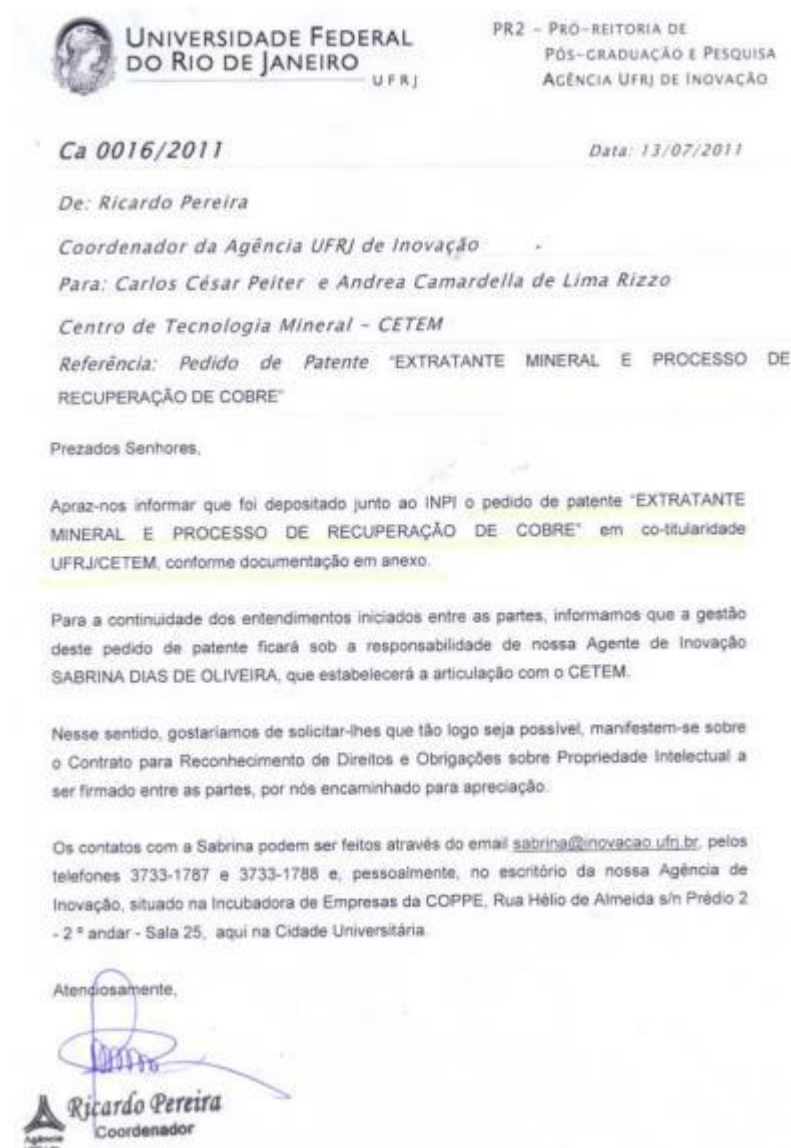 UNIVERSIDADE FEDERAL
DO RIO DE JANEIRO
UFRJ
PR2 – PRÓ-REITORIA DE
PÓS-GRADUAÇÃO E PESQUISA
AGÊNCIA UFRJ DE INOVAÇÃO
Ca 0016/2011
Data: 13/07/2011
De: Ricardo Pereira
Coordenador da Agência UFRJ de Inovação
Para: Carlos César Peiter e Andrea Camardella de Lima Rizzo
Centro de Tecnologia Mineral – CETEM
Referência: Pedido de Patente “EXTRATANTE MINERAL E PROCESSO DE
RECUPERAÇÃO DE COBRE”
Prezados Senhores,
Apraz-nos informar que foi depositado junto ao INPI o pedido de patente “EXTRATANTE
MINERAL E PROCESSO DE RECUPERAÇÃO DE COBRE” em co-titularidade
UFRJ/CETEM, conforme documentação em anexo.
Para a continuidade dos entendimentos iniciados entre as partes, informamos que a gestão
deste pedido de patente ficará sob a responsabilidade de nossa Agente de Inovação
SABRINA DIAS DE OLIVEIRA, que estabelecerá a articulação com o CETEM.
Nesse sentido, gostaríamos de solicitar-lhes que tão logo seja possível, manifestem-se sobre
o Contrato para Reconhecimento de Direitos e Obrigações sobre Propriedade Intelectual a
ser firmado entre as partes, por nós encaminhado para apreciação.
Os contatos com a Sabrina podem ser feitos através do email sabrina@inovacao.ufrj.br, pelos
telefones 3733-1787 e 3733-1788 e, pessoalmente, no escritório da nossa Agência de
Inovação, situado na Incubadora de Empresas da COPPE, Rua Hélio de Almeida s/n Prédio 2
- 2 º andar - Sala 25, aqui na Cidade Universitária.
Atenciosamente,
Ricardo Pereira
Coordenador
Agência